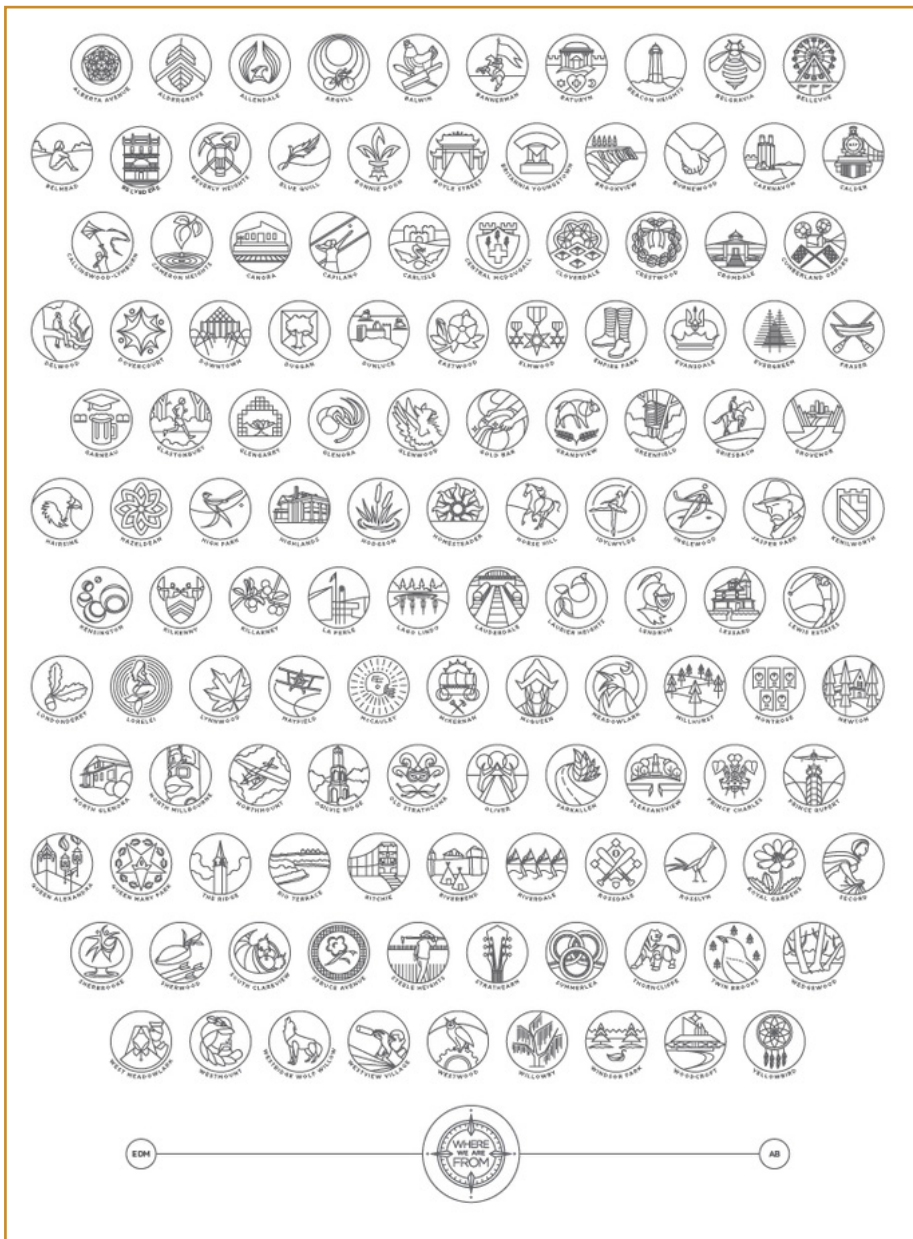 ALBERTA AVENUE
ALDERGROVE
ALLENDALE
ARGYLL
BALWIN
BANNERMAN
BATURYN
BEACON HEIGHTS
BELGRAVIA
BELLEVUE
BELMEAD
BELVEDERE
BEVERLY HEIGHTS
BLUE QUILL
BONNIE DOON
BOYLE STREET
BRITANNIA YOUNGSTOWN
BROOKVIEW
BURNEWOOD
CAERNAVON
CALDER
CALLINGWOOD-LYMBURN
CAMERON HEIGHTS
CANORA
CAPILANO
CARLISLE
CENTRAL MCDOUGALL
CLOVERDALE
CRESTWOOD
CROMDALE
CUMBERLAND OXFORD
DELWOOD
DOVERCOURT
DOWNTOWN
DUGGAN
DUNLUCE
EASTWOOD
ELMWOOD
EMPIRE PARK
EVANSDALE
EVERGREEN
FRASER
GARNEAU
GLASTONBURY
GLENGARRY
GLENORA
GLENWOOD
GOLD BAR
GRANDVIEW
GREENFIELD
GRIESBACH
GROVENOR
HAIRSINE
HAZELDEAN
HIGH PARK
HIGHLANDS
HODGSON
HOMESTEADER
HORSE HILL
IDYLWYLDE
INGLEWOOD
JASPER PARK
KENILWORTH
KENSINGTON
KILKENNY
KILLARNEY
LA PERLE
LAGO LINDO
LAUDERDALE
LAURIER HEIGHTS
LENDRUM
LESSARD
LEWIS ESTATES
LONDONDERRY
LORELEI
LYNNWOOD
MAYFIELD
MCCAULEY
MCKERNAN
MCQUEEN
MEADOWLARK
MILLHURST
MONTROSE
NEWTON
NORTH GLENORA
NORTH MILLBOURNE
NORTHMOUNT
OGILVIE RIDGE
OLD STRATHCONA
OLIVER
PARKALLEN
PLEASANTVIEW
PRINCE CHARLES
PRINCE RUPERT
QUEEN ALEXANDRA
QUEEN MARY PARK
THE RIDGE
RIO TERRACE
RITCHIE
RIVERBEND
RIVERDALE
ROSSDALE
ROSSLYN
ROYAL GARDENS
SECORD
SHERBROOKE
SHERWOOD
SOUTH CLAREVIEW
SPRUCE AVENUE
STEELE HEIGHTS
STRATHEARN
SUMMERLEA
THORNCLIFFE
TWIN BROOKS
WEDGEWOOD
WEST MEADOWLARK
WESTMOUNT
WESTRIDGE WOLF WILLOW
WESTVIEW VILLAGE
WESTWOOD
WILLOWBY
WINDSOR PARK
WOODCROFT
YELLOWBIRD
EDM
WHERE
WE ARE
FROM
AB